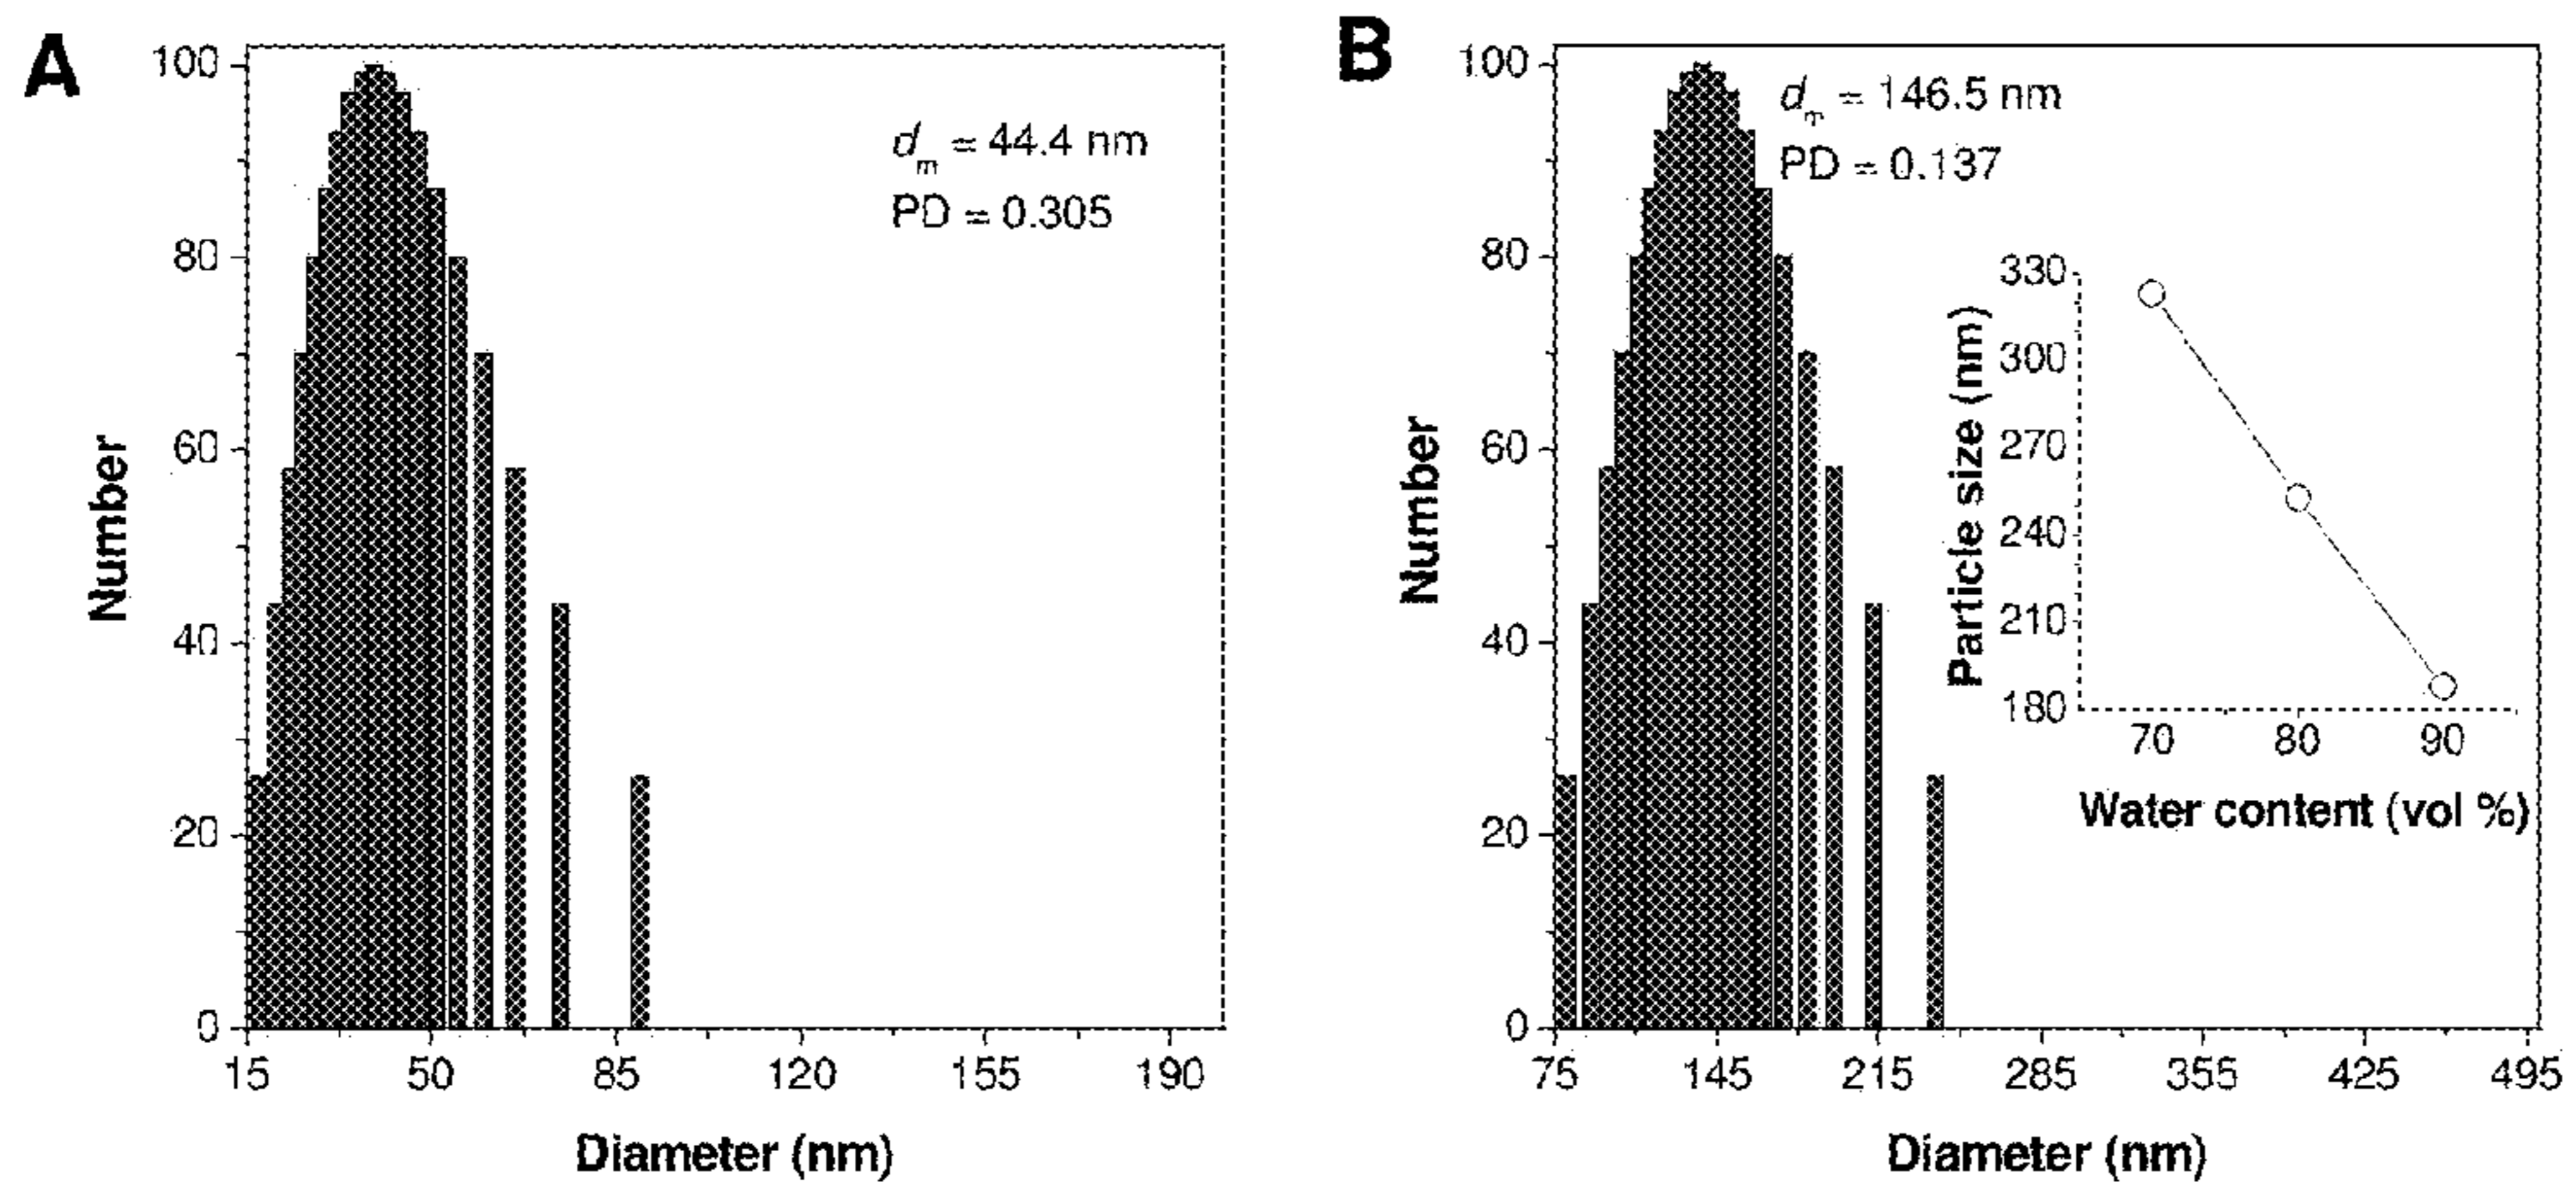 A
100
80
60
40
20
0
Number
d_m = 44.4 nm
PD = 0.305
15 50 85 120 155 190
Diameter (nm)
B
100
80
60
40
20
0
Number
d_m = 146.5 nm
PD = 0.137
330
300
270
240
210
180
Particle size (nm)
70 80 90
Water content (vol %)
75 145 215 285 355 425 495
Diameter (nm)